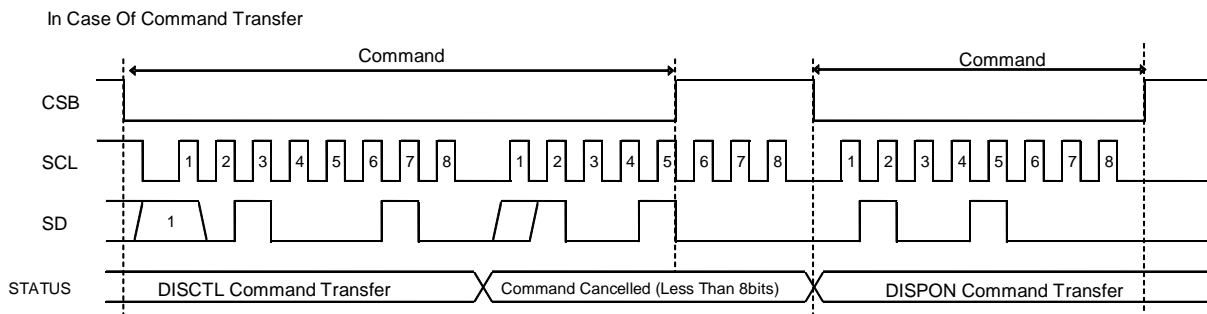 In Case Of Command Transfer
Command Command
CSB
SCL 1 2 3 4 5 6 7 8 1 2 3 4 5 6 7 8 1 2 3 4 5 6 7 8
SD 1
STATUS DISCTL Command Transfer Command Cancelled (Less Than 8bits) DISPON Command Transfer